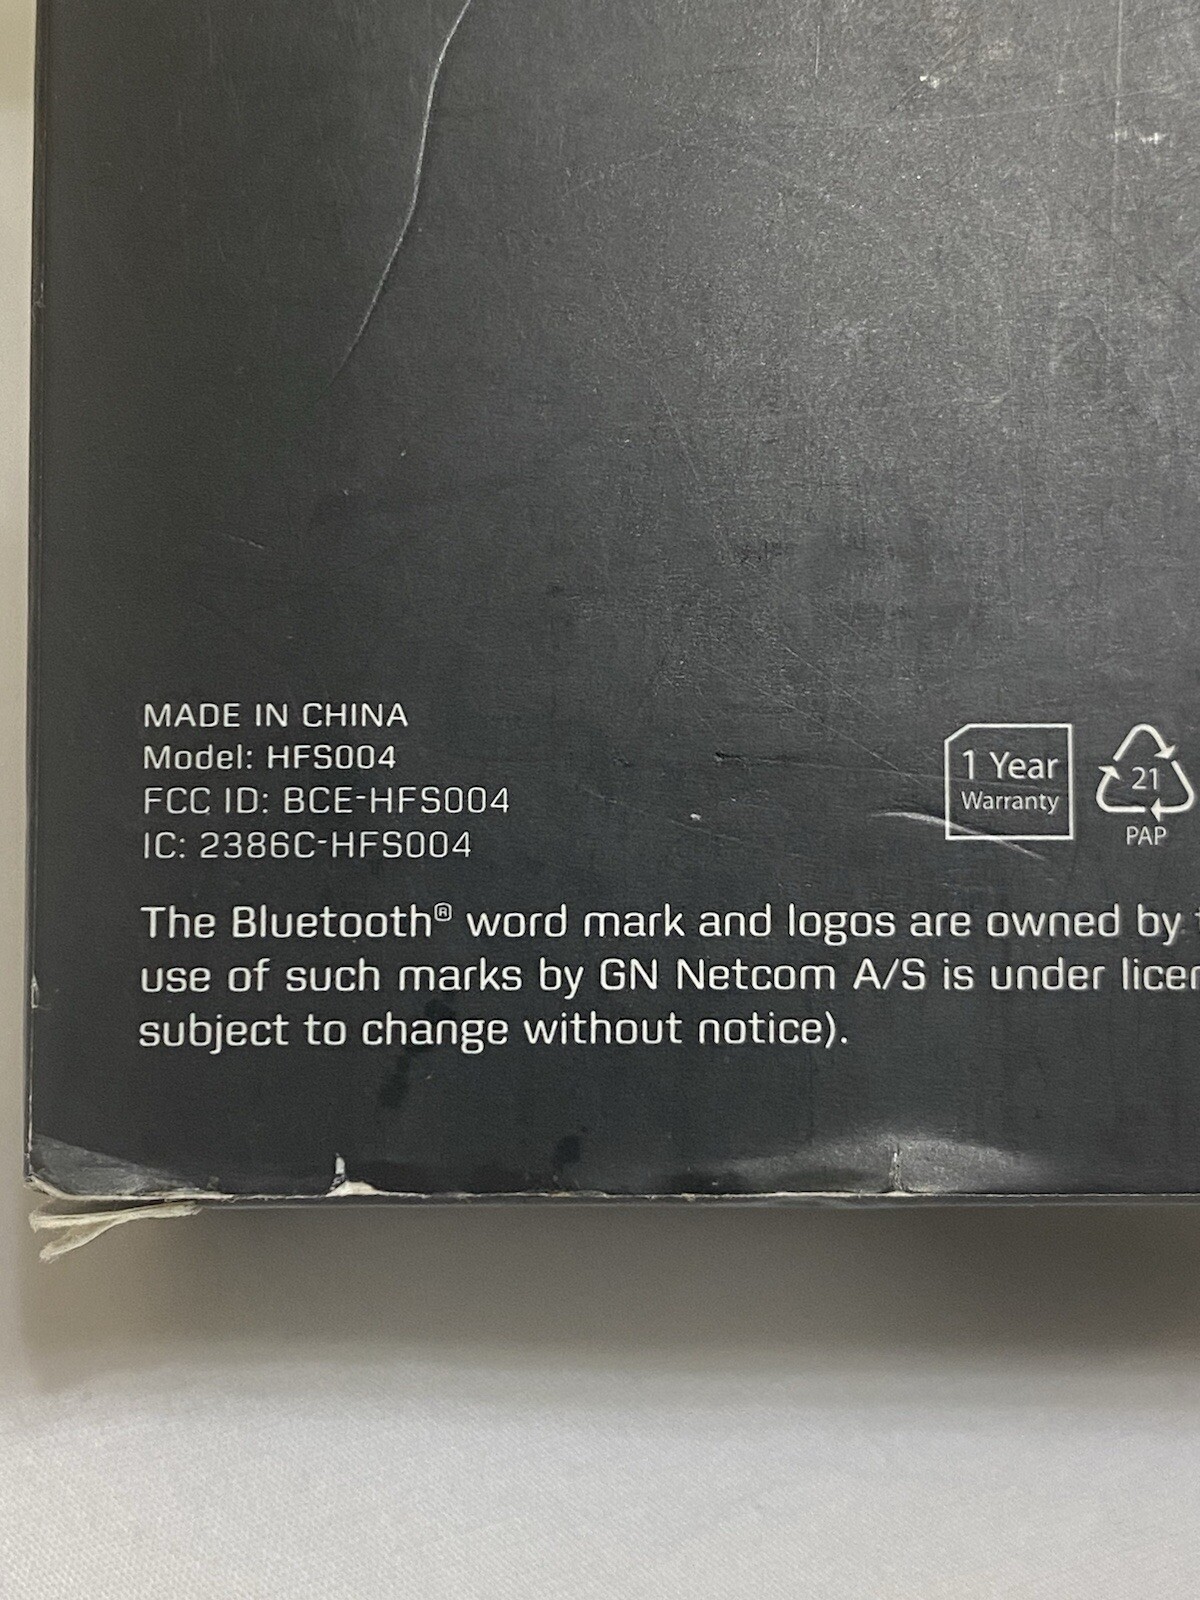 MADE IN CHINA
Model: HFS004
FCC ID: BCE-HFS004
IC: 2386C-HFS004
1 Year
Warranty
21
PAP
The Bluetooth® word mark and logos are owned by
use of such marks by GN Netcom A/S is under licen
subject to change without notice).